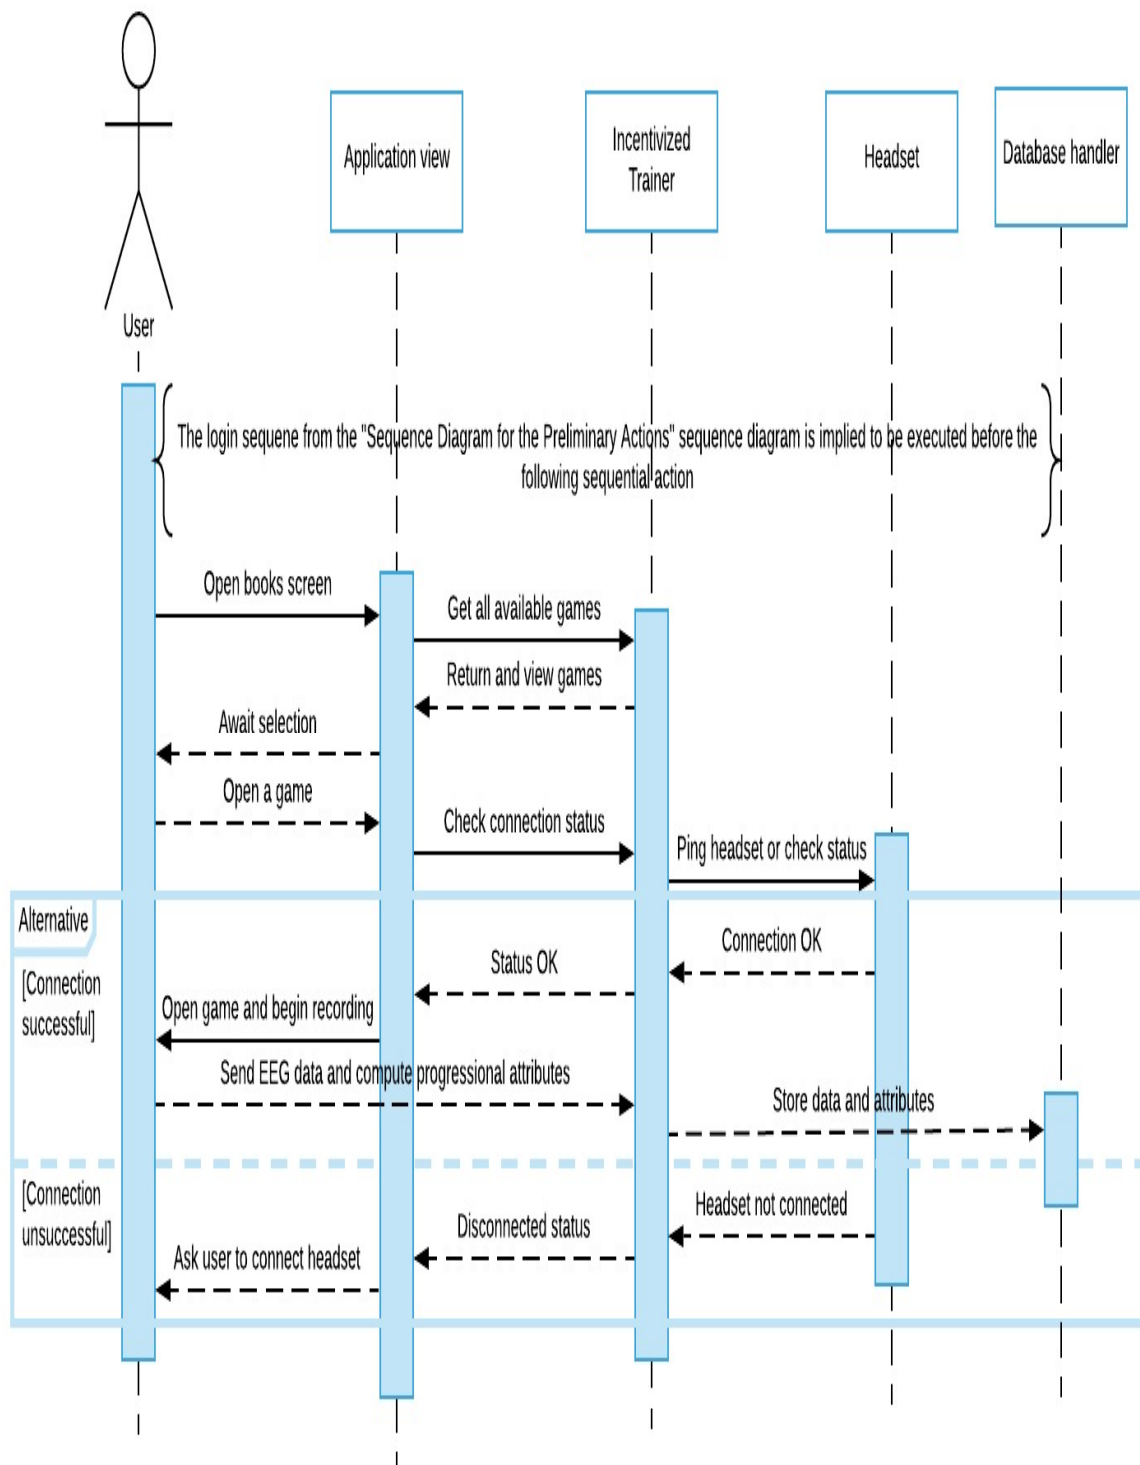 Application view
Incentivized
Trainer
Headset
Database handler
User
The login sequene from the "Sequence Diagram for the Preliminary Actions" sequence diagram is implied to be executed before the
following sequential action
Open books screen
Get all available games
Return and view games
Await selection
Open a game
Check connection status
Ping headset or check status
Alternative
[Connection
successful]
Connection OK
Status OK
Open game and begin recording
Send EEG data and compute progressional attributes
Store data and attributes
[Connection
unsuccessful]
Headset not connected
Disconnected status
Ask user to connect headset